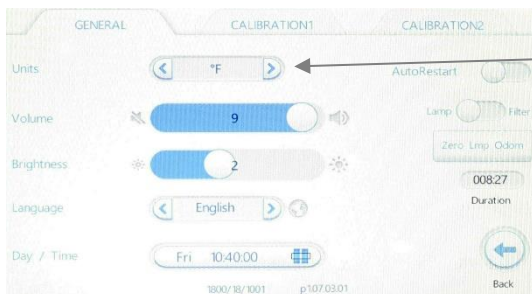 GENERAL CALIBRATION1 CALIBRATION2
Units °F AutoRestart
Volume 9 Lamp Filter
Zero Lmp Odom
Brightness 2
008:27
Duration
Language English
Day / Time Fri 10:40:00
Back
1800/18/1001 p107.03.01